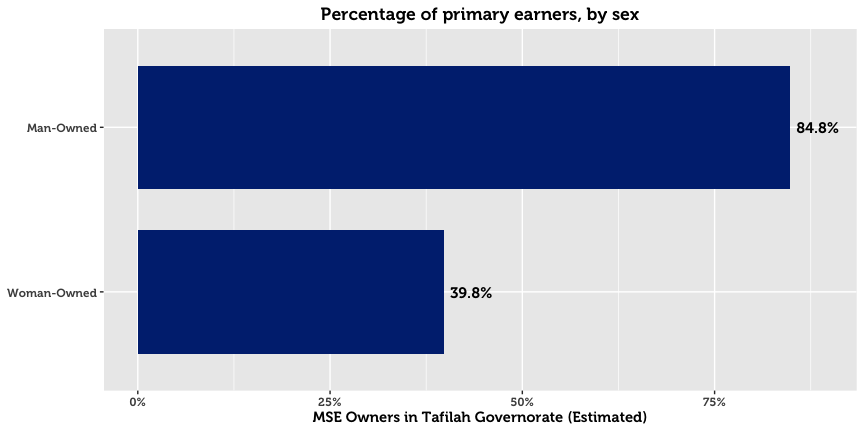 Percentage of primary earners, by sex
Man-Owned
84.8%
Woman-Owned
39.8%
0%
25%
50%
75%
MSE Owners in Tafilah Governorate (Estimated)